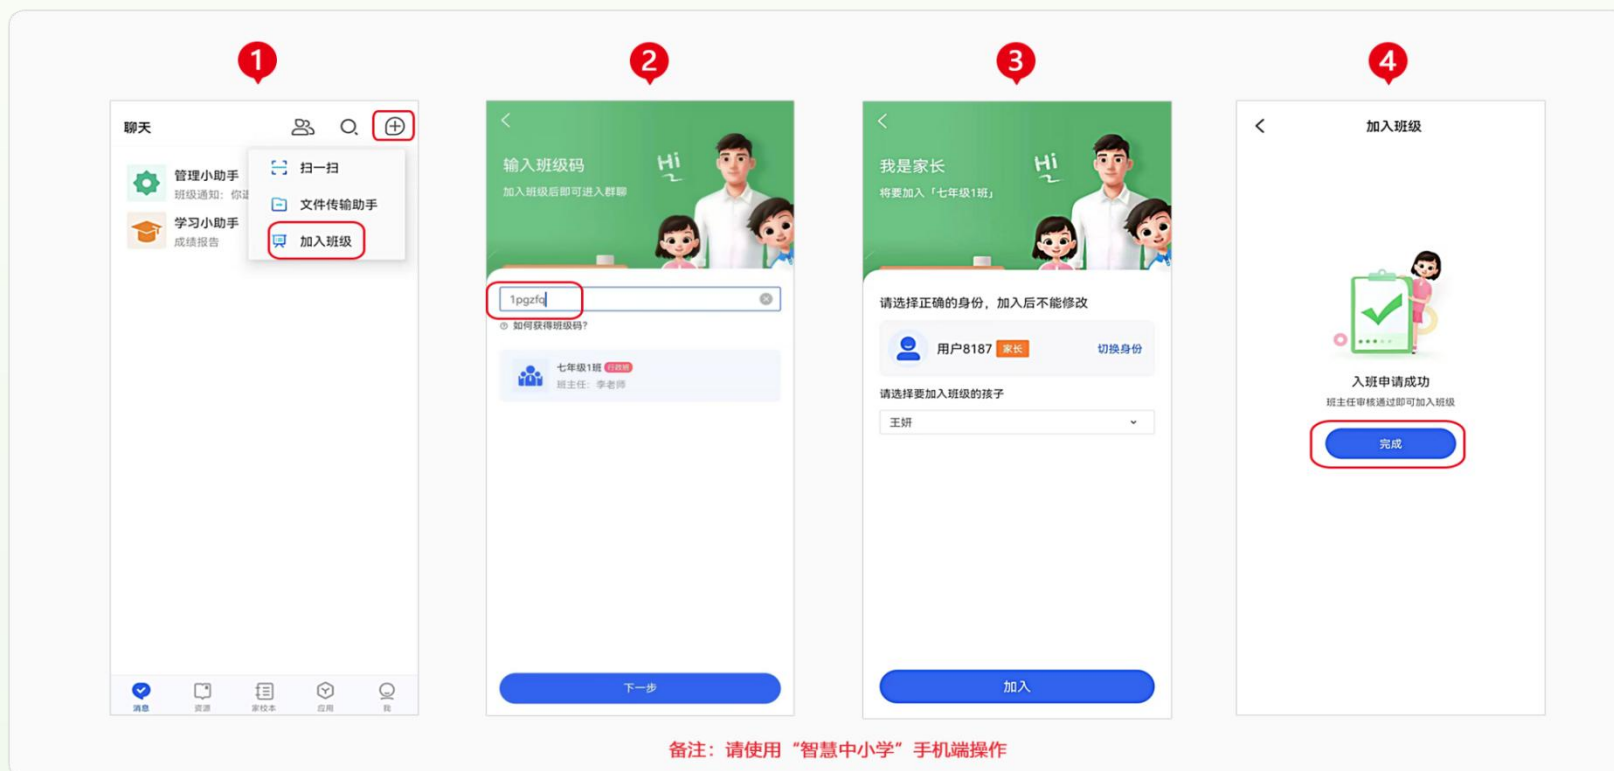 1
2
3
4
聊天
扫一扫
文件传输助手
加入班级
管理小助手
班级通知：你
学习小助手
成绩报告
消息
资源
家校本
应用
我
输入班级码
加入班级后即可进入群聊
Hi
1pgzfq
如何获得班级码?
七年级1班 行政班
班主任：李老师
下一步
我是家长
将要加入「七年级1班」
Hi
请选择正确的身份，加入后不能修改
用户8187 家长 切换身份
请选择要加入班级的孩子
王妍
加入
加入班级
入班申请成功
班主任审核通过即可加入班级
完成
备注：请使用“智慧中小学”手机端操作